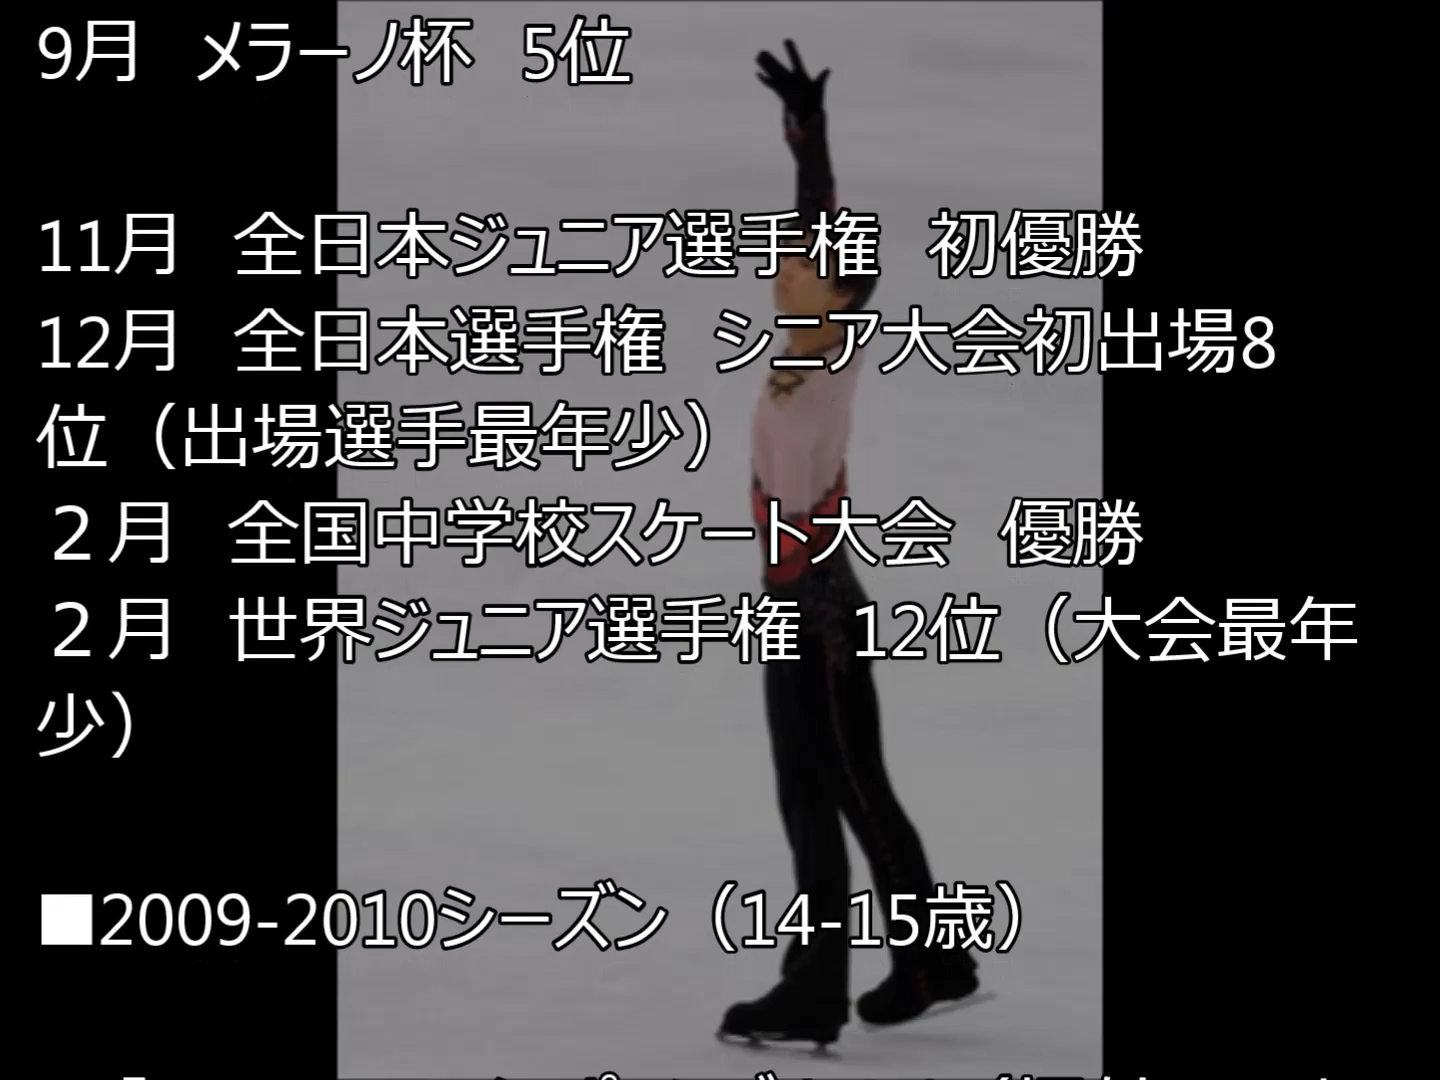 9月　メラーノ杯　5位
11月　全日本ジュニア選手権　初優勝
12月　全日本選手権　シニア大会初出場8
位（出場選手最年少）
２月　全国中学校スケート大会　優勝
２月　世界ジュニア選手権　12位（大会最年
少）
■2009-2010シーズン（14-15歳）